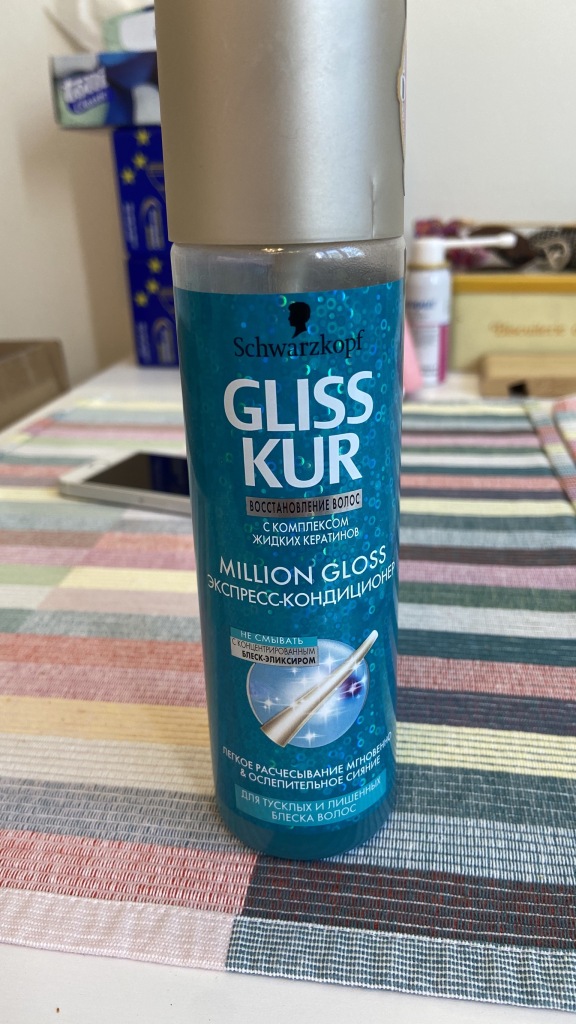 Schwarzkopf
GLISS
KUR
ВОССТАНОВЛЕНИЕ ВОЛОС
С КОМПЛЕКСОМ
ЖИДКИХ КЕРАТИНОВ
MILLION GLOSS
ЭКСПРЕСС-КОНДИЦИОНЕР
НЕ СМЫВАТЬ
С КОНЦЕНТРИРОВАННЫМ
БЛЕСК-ЭЛИКСИРОМ
ЛЕГКОЕ РАСЧЕСЫВАНИЕ МГНОВЕННО
& ОСЛЕПИТЕЛЬНОЕ СИЯНИЕ
ДЛЯ ТУСКЛЫХ И ЛИШЕННЫХ
БЛЕСКА ВОЛОС